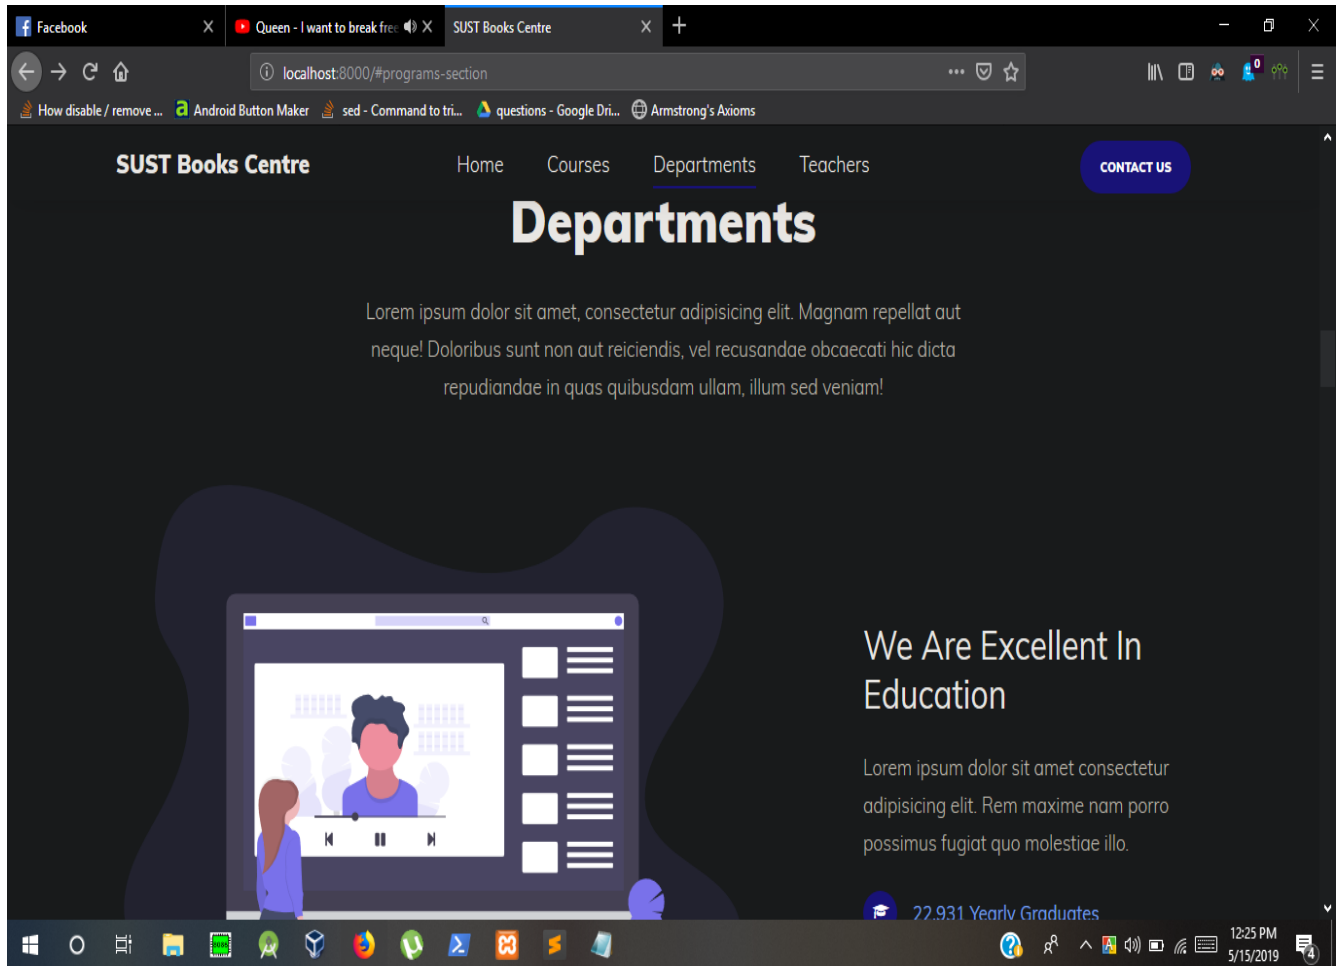 Facebook
Queen - I want to break free
SUST Books Centre
localhost:8000/#programs-section
0
How disable / remove ...
Android Button Maker
sed - Command to tri...
questions - Google Dri...
Armstrong's Axioms
SUST Books Centre
Home
Courses
Departments
Teachers
CONTACT US
Departments
Lorem ipsum dolor sit amet, consectetur adipisicing elit. Magnam repellat aut
neque! Doloribus sunt non aut reiciendis, vel recusandae obcaecati hic dicta
repudiandae in quas quibusdam ullam, illum sed veniam!
We Are Excellent In
Education
Lorem ipsum dolor sit amet consectetur
adipisicing elit. Rem maxime nam porro
possimus fugiat quo molestiae illo.
22,931 Yearly Graduates
12:25 PM
5/15/2019
4